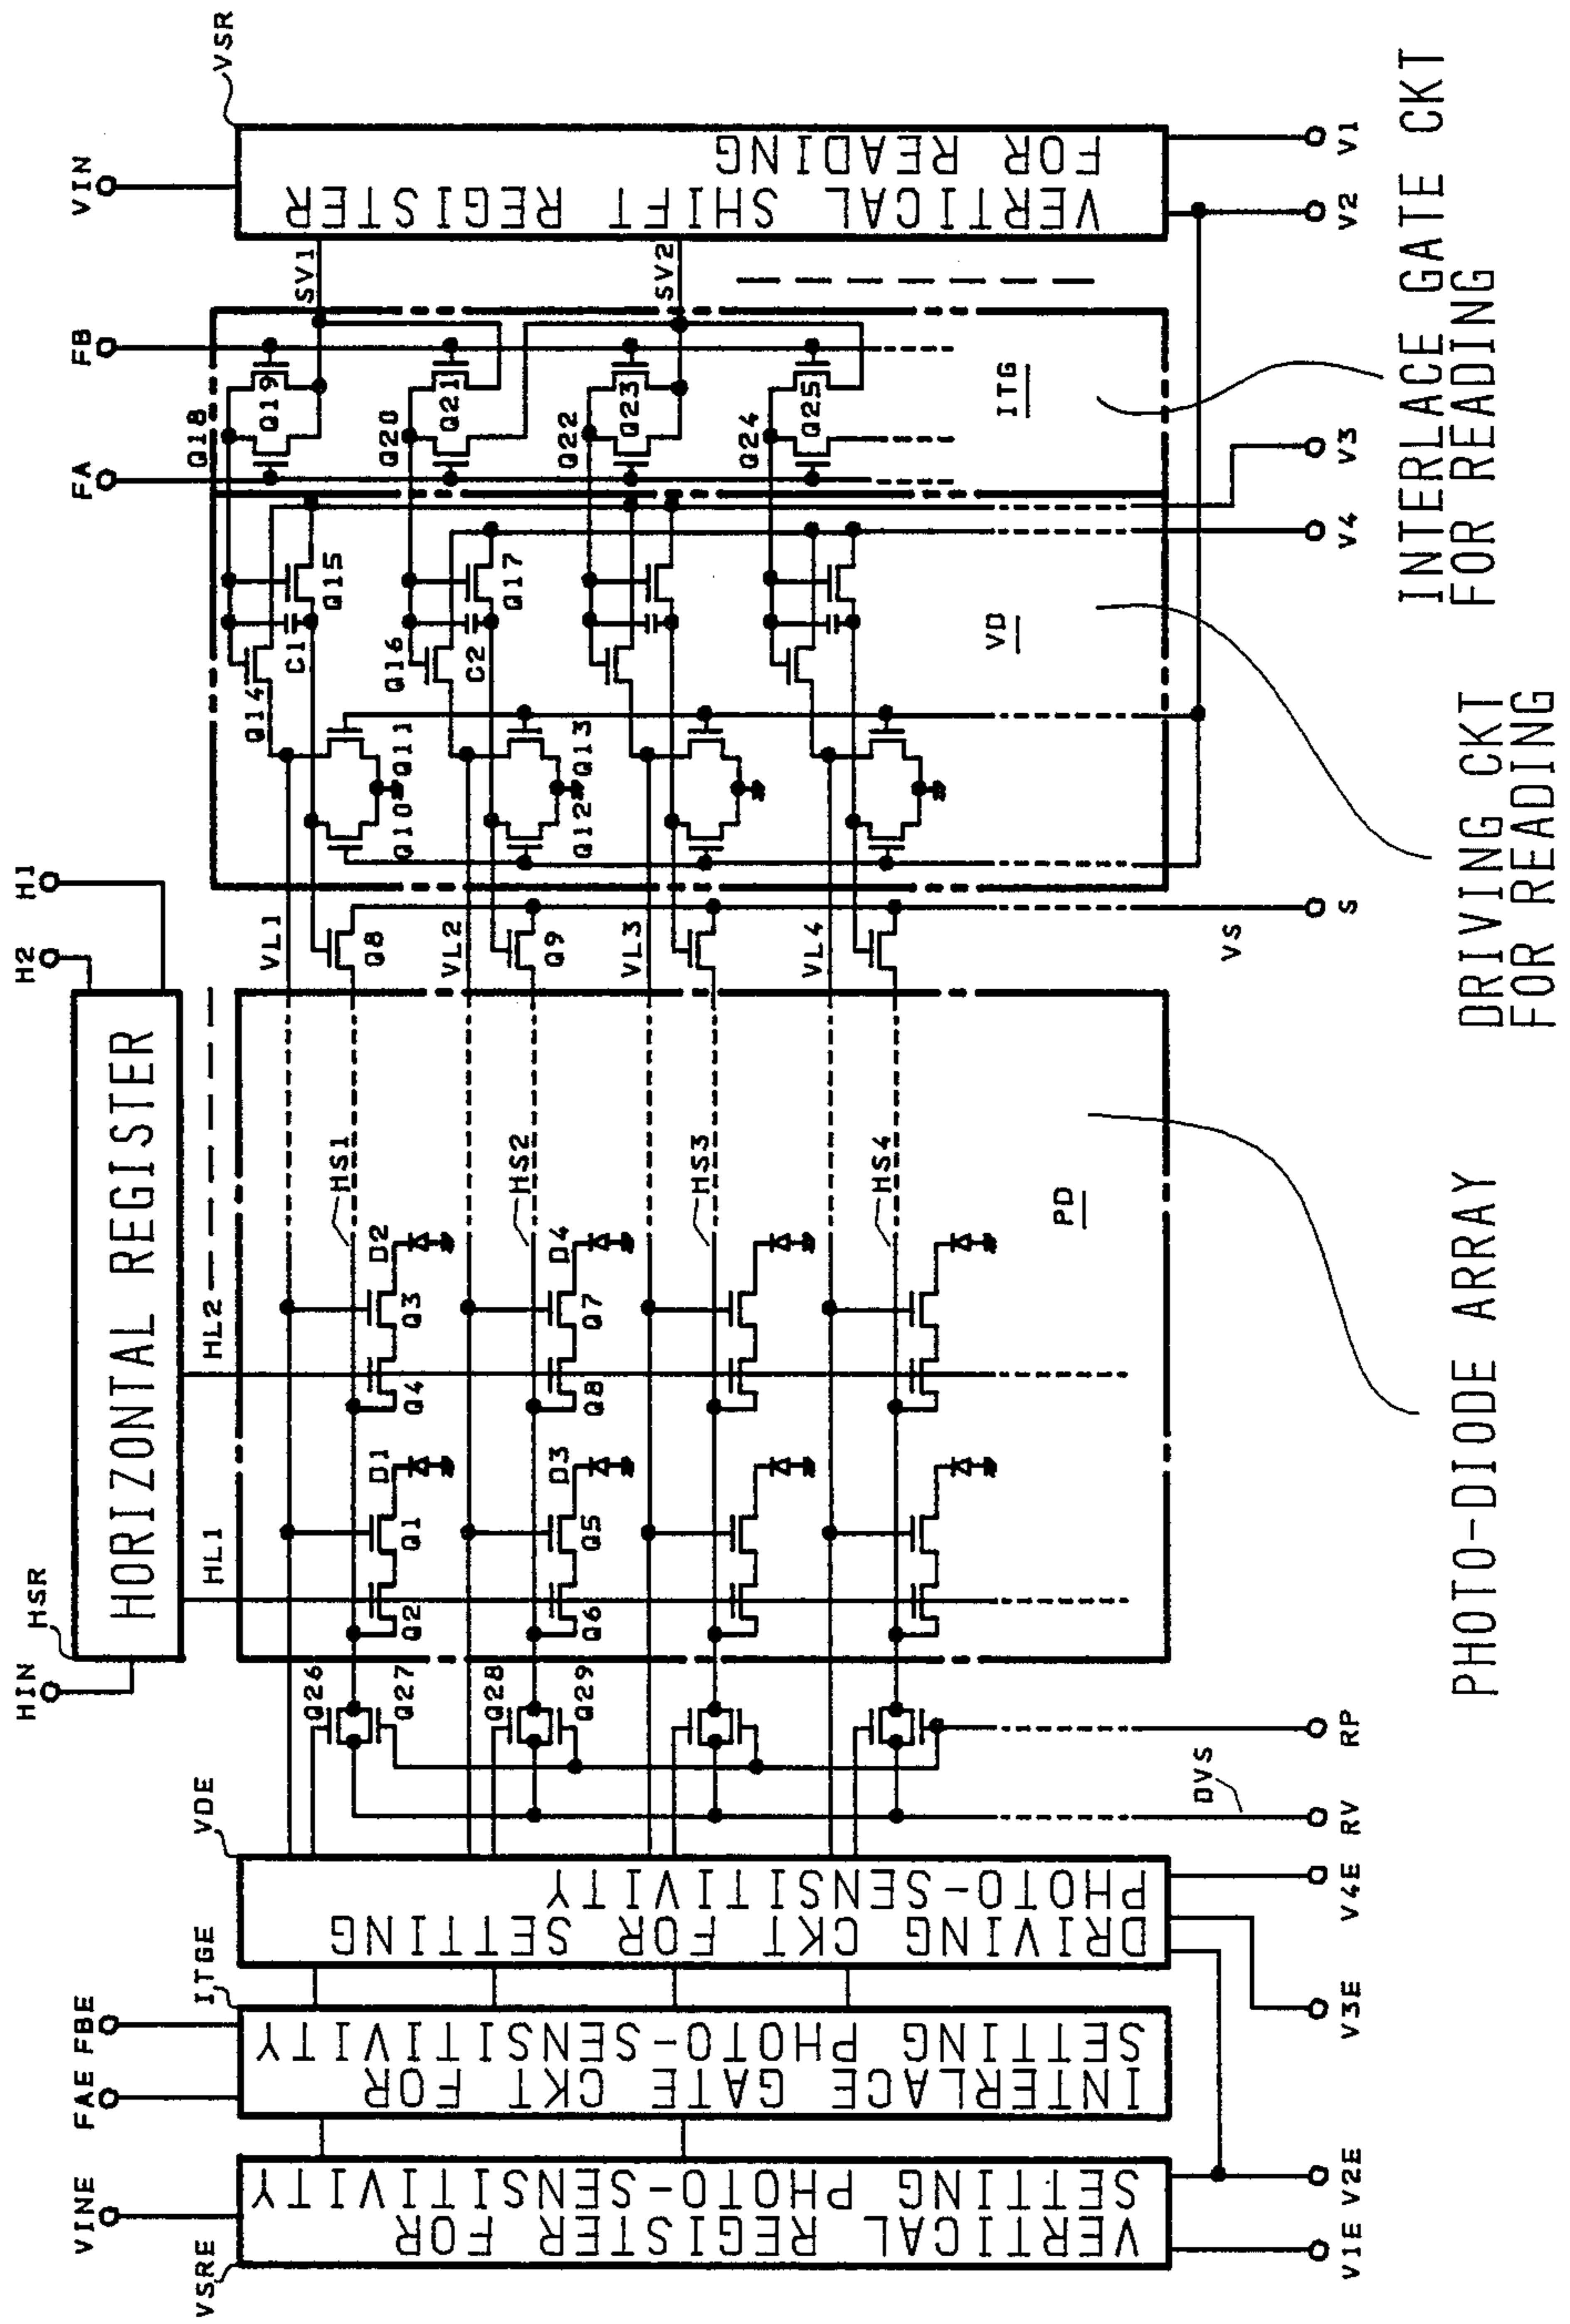 HIN
HSR
HORIZONTAL REGISTER
H2
H1
VIN
VSR
VINE
FAE
FBE
FA
FB
VSRE
ITGE
VDE
HL1
HL2
VERTICAL REGISTER FOR
SETTING PHOTO-SENSITIVITY
INTERLACE GATE CKT FOR
SETTING PHOTO-SENSITIVITY
DRIVING CKT FOR SETTING
PHOTO-SENSITIVITY
VERTICAL SHIFT REGISTER
FOR READING
Q26
Q27
Q2
Q1
D1
Q4
Q3
D2
HS1
VL1
Q8
Q10
Q11
Q14
C1
Q15
Q18
Q19
SV1
Q28
Q29
Q6
Q5
D3
Q8
Q7
D4
HS2
VL2
Q9
Q12
Q13
Q16
C2
Q17
Q20
Q21
HS3
VL3
Q22
Q23
SV2
HS4
VL4
Q24
Q25
PD
VD
ITG
DVS
VS
V1E
V2E
V3E
V4E
RV
RP
S
V4
V3
V2
V1
PHOTO-DIODE ARRAY
DRIVING CKT
FOR READING
INTERLACE GATE CKT
FOR READING